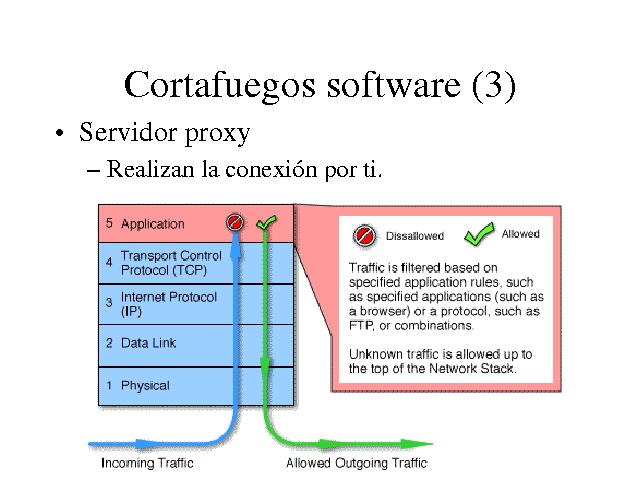 Cortafuegos software (3)
• Servidor proxy
– Realizan la conexión por ti.
5 Application
4 Transport Control
Protocol (TCP)
3 Internet Protocol
(IP)
2 Data Link
1 Physical
Incoming Traffic
Allowed Outgoing Traffic
Dissallowed
Allowed
Traffic is filtered based on
specified application rules, such
as specified applications (such as
a browser) or a protocol, such as
FTP, or combinations.
Unknown traffic is allowed up to
the top of the Network Stack.